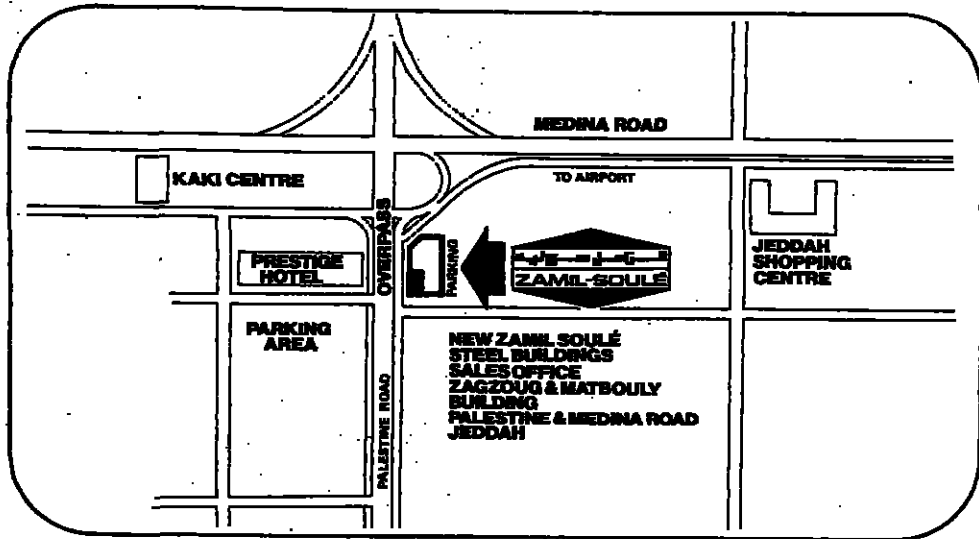 MEDINA ROAD
KAKI CENTRE
TO AIRPORT
OVERPASS
PRESTIGE
HOTEL
PARKING
ZAMIL-SOULÉ
JEDDAH
SHOPPING
CENTRE
PARKING
AREA
PALESTINE ROAD
NEW ZAMIL SOULÉ
STEEL BUILDINGS
SALES OFFICE
ZAGZOUG & MATBOULY
BUILDING
PALESTINE & MEDINA ROAD
JEDDAH